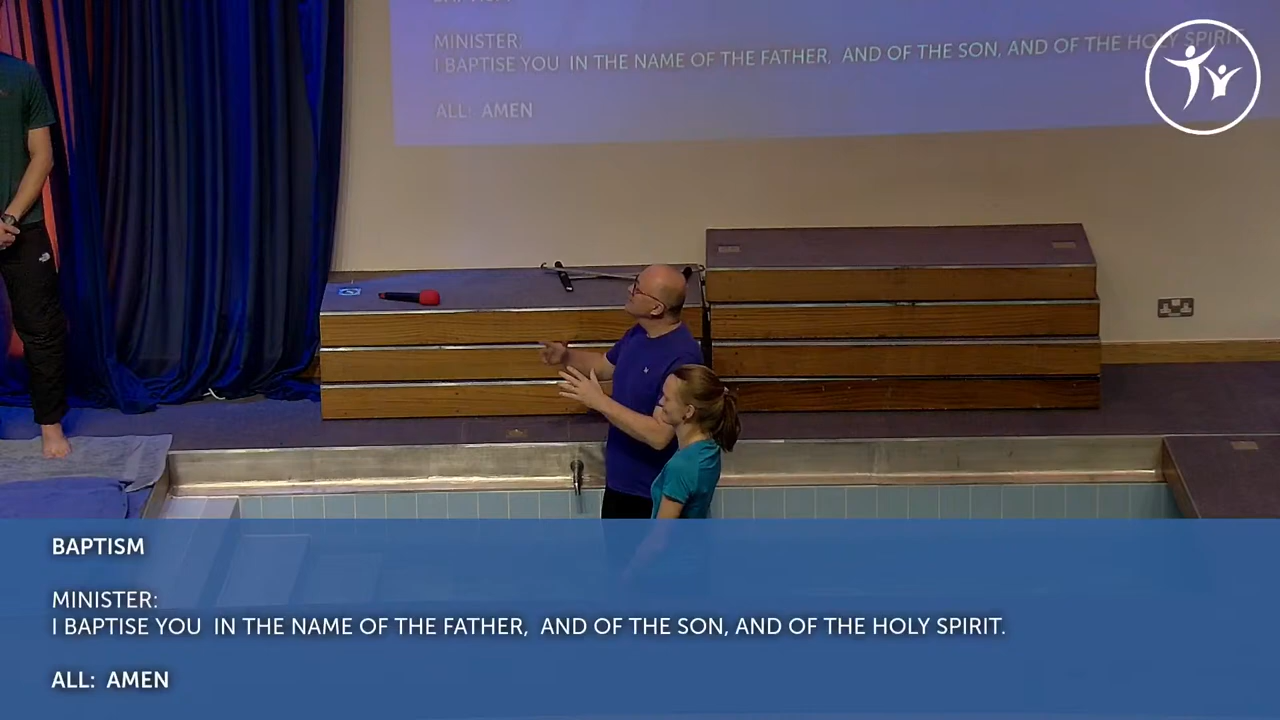 MINISTER:
I BAPTISE YOU IN THE NAME OF THE FATHER, AND OF THE SON, AND OF THE HOLY SPIRIT.
ALL: AMEN
BAPTISM
MINISTER:
I BAPTISE YOU IN THE NAME OF THE FATHER, AND OF THE SON, AND OF THE HOLY SPIRIT.
ALL: AMEN